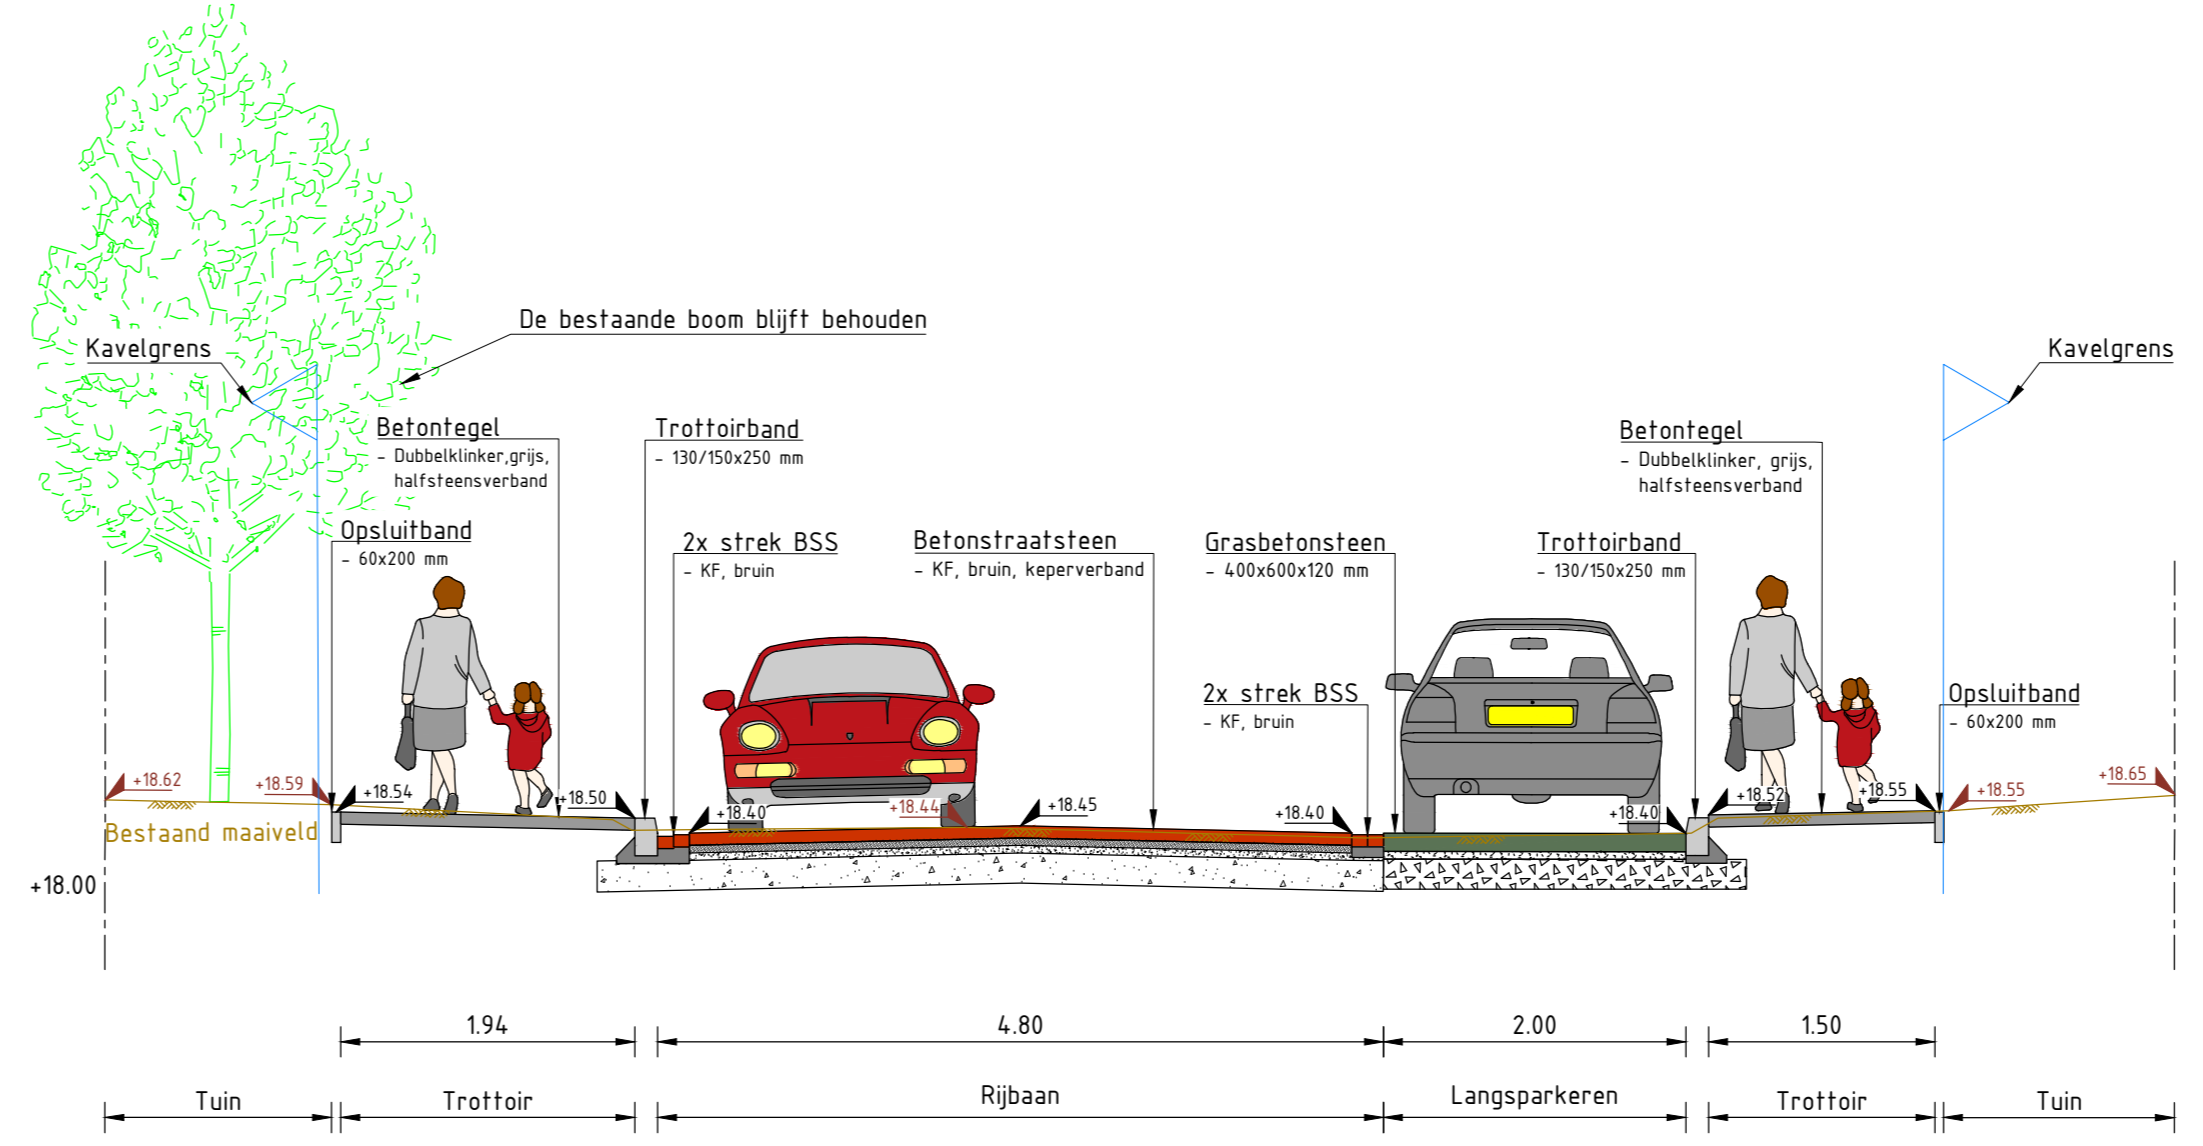 De bestaande boom blijft behouden
Kavelgrens
Kavelgrens
Betontegel
- Dubbelklinker,grijs,
halfsteensverband
Trottoirband
- 130/150x250 mm
Betontegel
- Dubbelklinker, grijs,
halfsteensverband
Opsluitband
- 60x200 mm
2x strek BSS
- KF, bruin
Betonstraatsteen
- KF, bruin, keperverband
Grasbetonsteen
- 400x600x120 mm
Trottoirband
- 130/150x250 mm
2x strek BSS
- KF, bruin
Opsluitband
- 60x200 mm
+18.62
+18.59
+18.54
+18.50
+18.40
+18.44
+18.45
+18.40
+18.40
+18.52
+18.55
+18.55
+18.65
Bestaand maaiveld
+18.00
1.94
4.80
2.00
1.50
Tuin
Trottoir
Rijbaan
Langsparkeren
Trottoir
Tuin